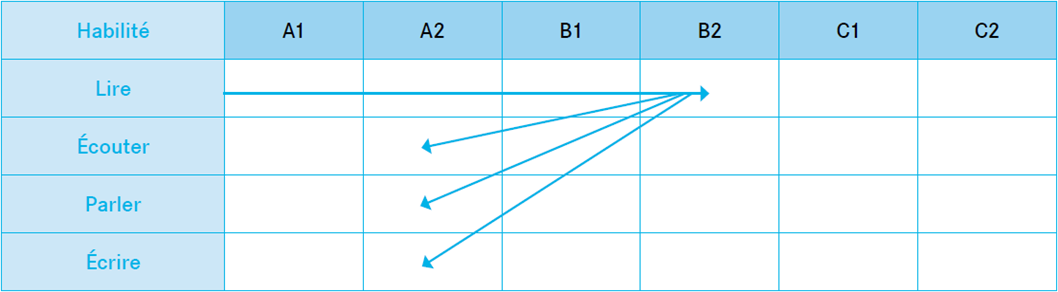 Habilité A1 A2 B1 B2 C1 C2
Lire
Écouter
Parler
Écrire